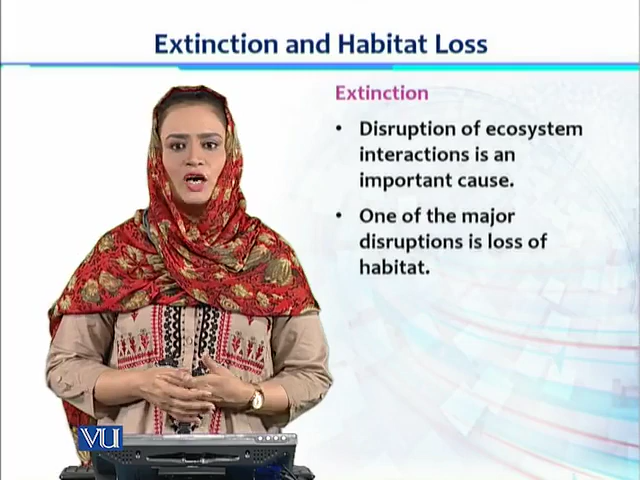 Extinction and Habitat Loss
Extinction
• Disruption of ecosystem
interactions is an
important cause.
• One of the major
disruptions is loss of
habitat.
VU